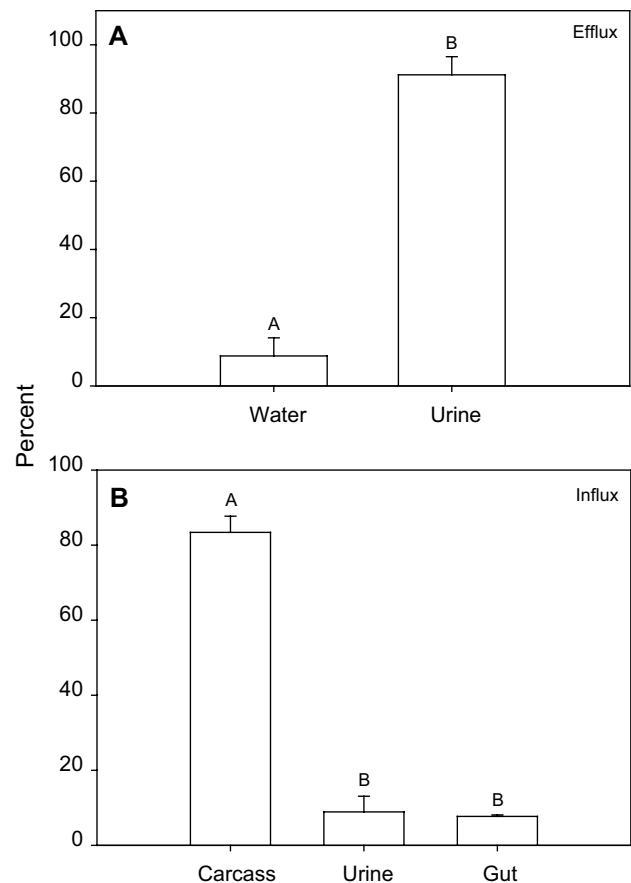 A
Efflux
100
80
60
40
20
0
A
B
Water
Urine
Percent
B
Influx
100
80
60
40
20
0
A
B
B
Carcass
Urine
Gut